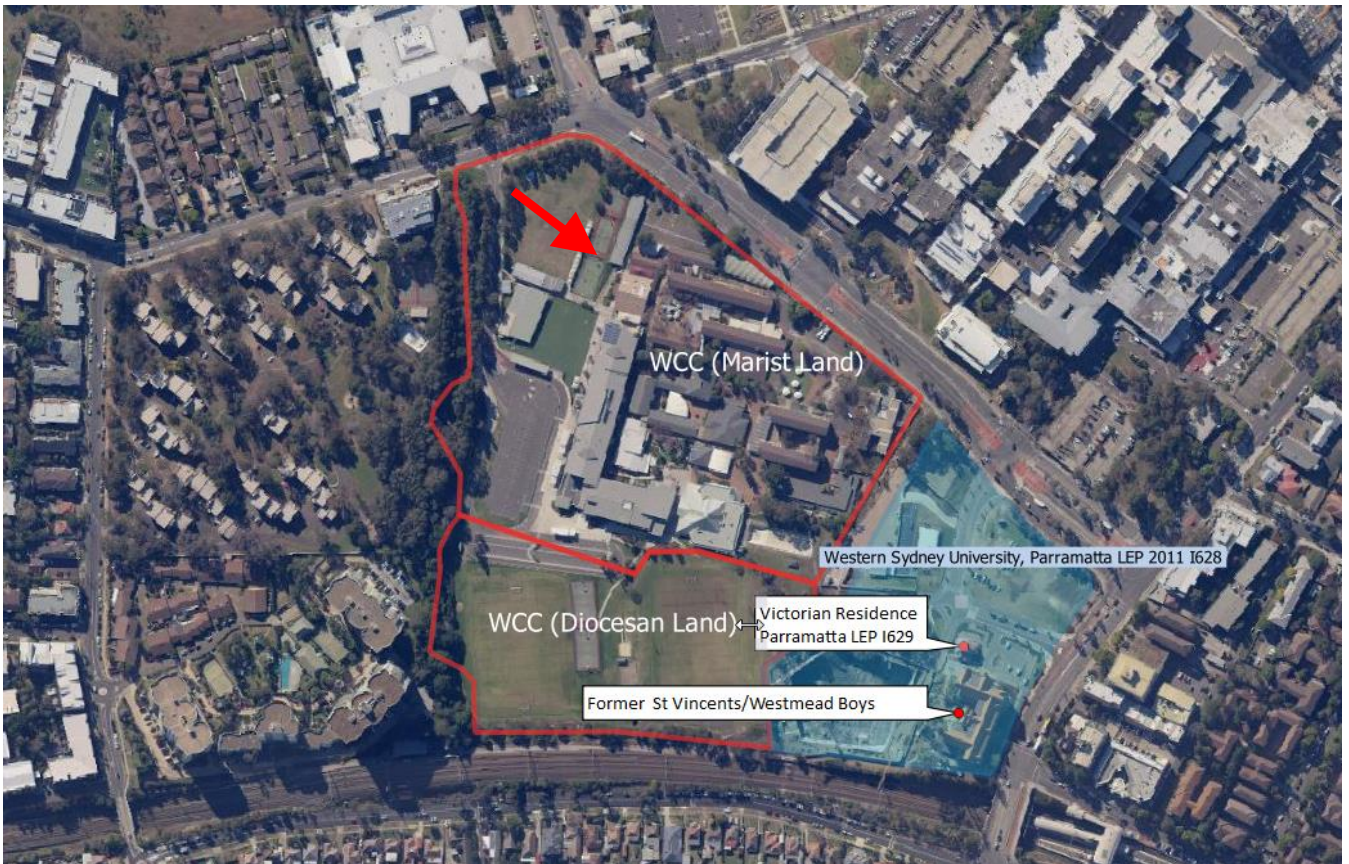 WCC (Marist Land)
Western Sydney University, Parramatta LEP 2011 I628
WCC (Diocesan Land)
Victorian Residence
Parramatta LEP I629
Former St Vincents/Westmead Boys